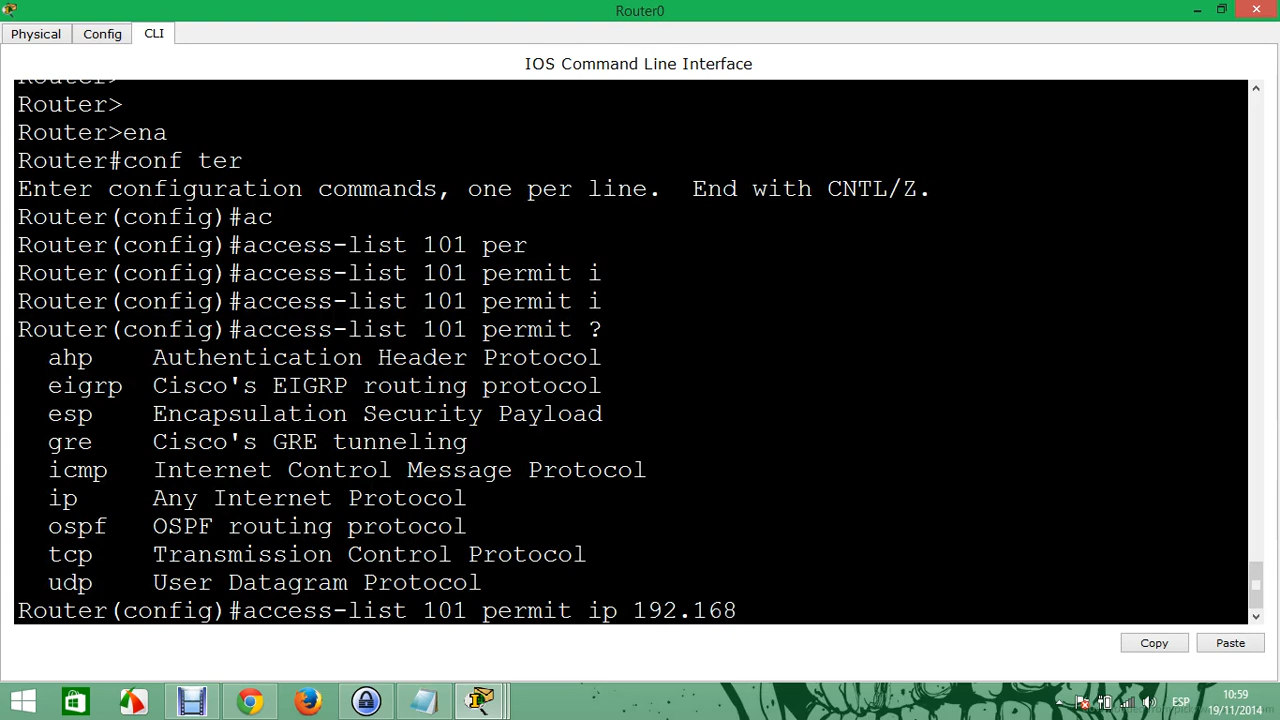 Router0
Physical
Config
CLI
IOS Command Line Interface
Router>
Router>
Router>ena
Router#conf ter
Enter configuration commands, one per line.  End with CNTL/Z.
Router(config)#ac
Router(config)#access-list 101 per
Router(config)#access-list 101 permit i
Router(config)#access-list 101 permit i
Router(config)#access-list 101 permit ?
ahp Authentication Header Protocol
eigrp Cisco's EIGRP routing protocol
esp Encapsulation Security Payload
gre Cisco's GRE tunneling
icmp Internet Control Message Protocol
ip Any Internet Protocol
ospf OSPF routing protocol
tcp Transmission Control Protocol
udp User Datagram Protocol
Router(config)#access-list 101 permit ip 192.168
Copy
Paste
ESP
10:59
19/11/2014